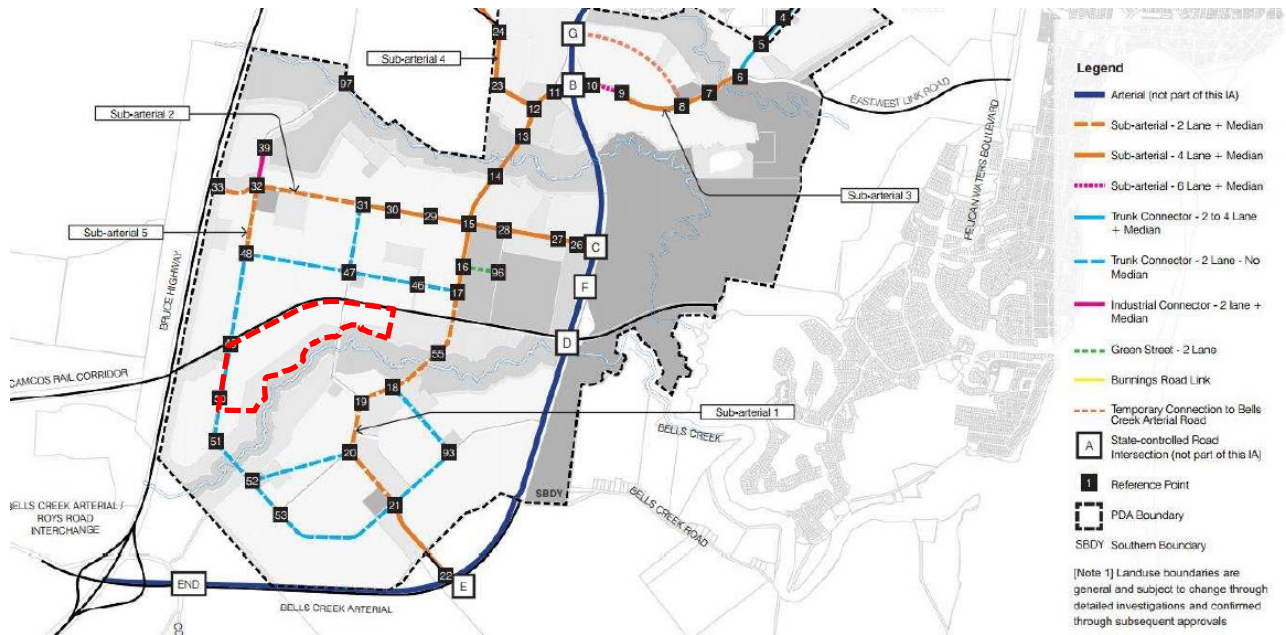 24
G
4
5
Sub-arterial 4
6
97
23
11
B
10
9
8
7
EAST-WEST LINK ROAD
12
Sub-arterial 2
13
PELICAN WATERS BOULEVARD
39
14
33
32
Sub-arterial 3
31
30
29
15
28
27
26
C
Sub-arterial 5
48
47
46
16
96
17
F
BRUCE HIGHWAY
D
55
CAMCOS RAIL CORRIDOR
18
19
Sub-arterial 1
BELLS CREEK
51
20
93
52
21
53
SBDY
BELLS CREEK ROAD
BELLS CREEK ARTERIAL /
ROYS ROAD
INTERCHANGE
22
E
END
BELLS CREEK ARTERIAL
CO
Legend
Arterial (not part of this IA)
Sub-arterial - 2 Lane + Median
Sub-arterial - 4 Lane + Median
Sub-arterial - 6 Lane + Median
Trunk Connector - 2 to 4 Lane
+ Median
Trunk Connector - 2 Lane - No
Median
Industrial Connector - 2 lane +
Median
Green Street - 2 Lane
Bunnings Road Link
Temporary Connection to Bells
Creek Arterial Road
A
State-controlled Road
Intersection (not part of this IA)
1
Reference Point
PDA Boundary
SBDY Southern Boundary
[Note 1] Landuse boundaries are
general and subject to change through
detailed investigations and confirmed
through subsequent approvals